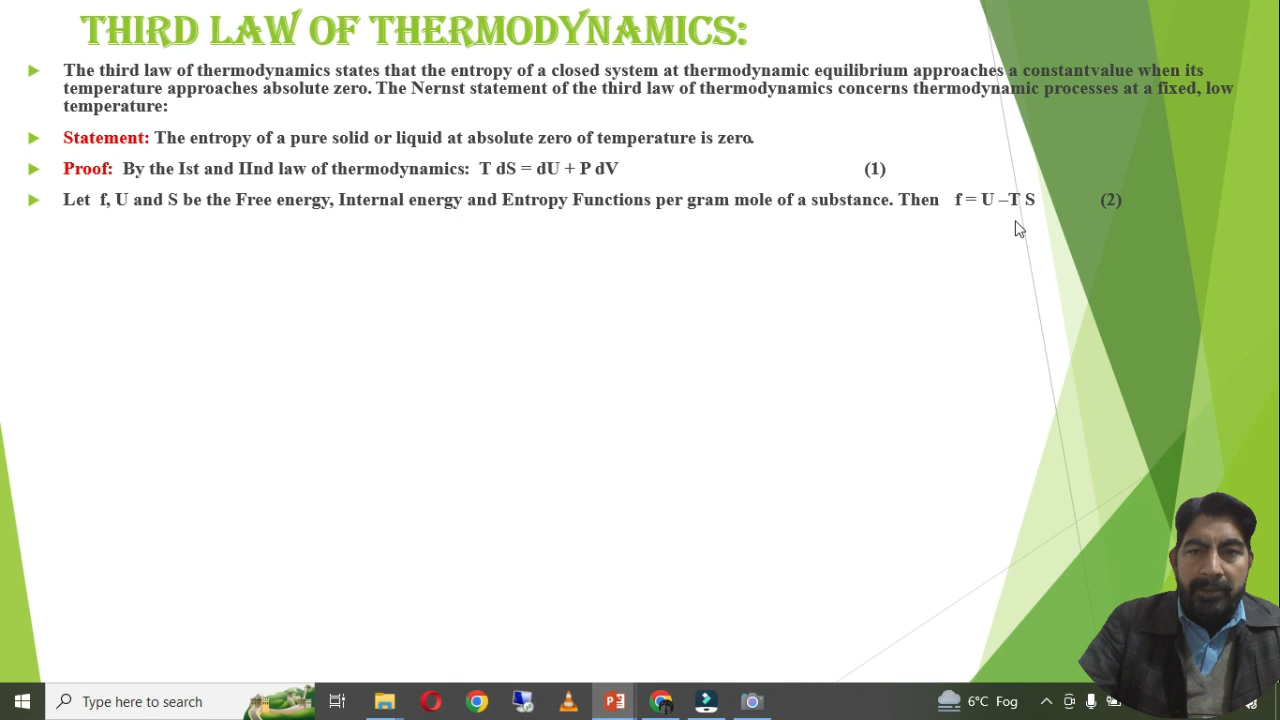 THIRD LAW OF THERMODYNAMICS:
The third law of thermodynamics states that the entropy of a closed system at thermodynamic equilibrium approaches a constantvalue when its
temperature approaches absolute zero. The Nernst statement of the third law of thermodynamics concerns thermodynamic processes at a fixed, low
temperature:
Statement: The entropy of a pure solid or liquid at absolute zero of temperature is zero.
Proof: By the Ist and IInd law of thermodynamics: T dS = dU + P dV (1)
Let f, U and S be the Free energy, Internal energy and Entropy Functions per gram mole of a substance. Then f = U –T S (2)
Type here to search
6°C Fog